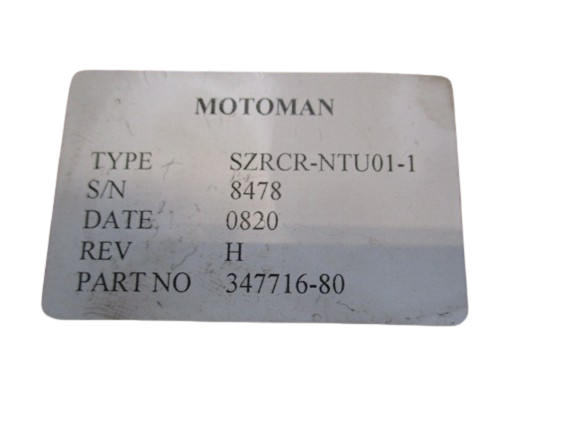 MOTOMAN
TYPE SZRCR-NTU01-1
S/N 8478
DATE 0820
REV H
PART NO 347716-80